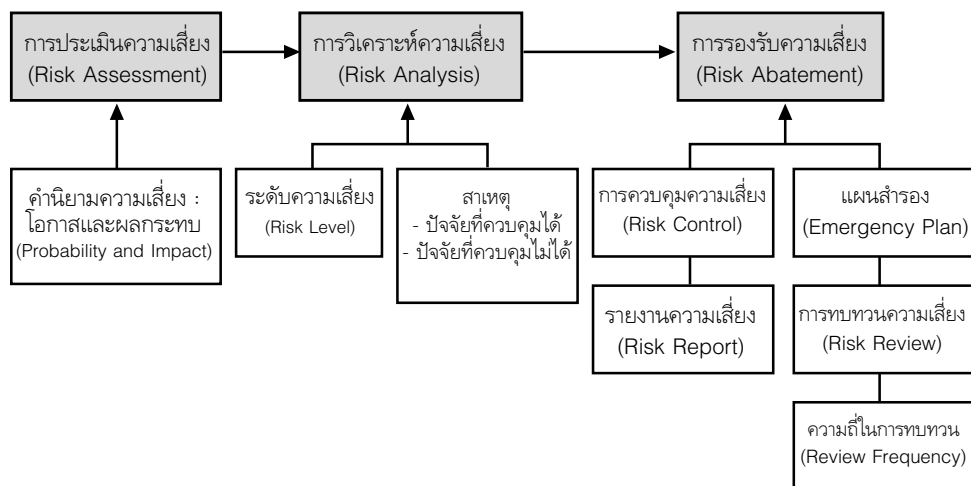 การประเมินความเสี่ยง
(Risk Assessment)
การวิเคราะห์ความเสี่ยง
(Risk Analysis)
การรองรับความเสี่ยง
(Risk Abatement)
คำนิยามความเสี่ยง :
โอกาสและผลกระทบ
(Probability and Impact)
ระดับความเสี่ยง
(Risk Level)
สาเหตุ
- ปัจจัยที่ควบคุมได้
- ปัจจัยที่ควบคุมไม่ได้
การควบคุมความเสี่ยง
(Risk Control)
แผนสำรอง
(Emergency Plan)
รายงานความเสี่ยง
(Risk Report)
การทบทวนความเสี่ยง
(Risk Review)
ความถี่ในการทบทวน
(Review Frequency)